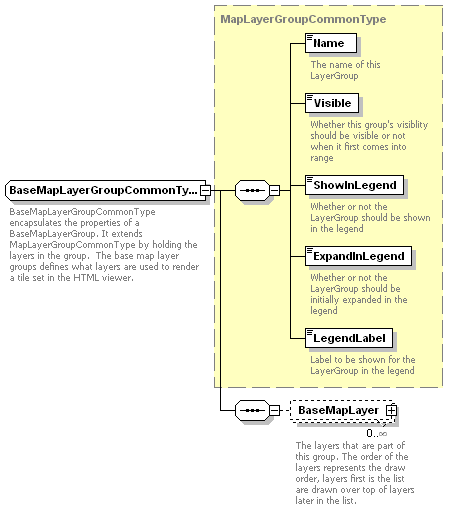 MapLayerGroupCommonType
Name
The name of this
LayerGroup
Visible
Whether this group's visiblity
should be visible or not
when it first comes into
range
ShowInLegend
Whether or not the
LayerGroup should be shown
in the legend
BaseMapLayerGroupCommonTy...
BaseMapLayerGroupCommonType
encapsulates the properties of a
BaseMapLayerGroup. It extends
MapLayerGroupCommonType by holding the
layers in the group.  The base map layer
groups defines what layers are used to render
a tile set in the HTML viewer.
ExpandInLegend
Whether or not the
LayerGroup should be
initially expanded in the
legend
LegendLabel
Label to be shown for the
LayerGroup in the legend
BaseMapLayer
0..∞
The layers that are part of
this group. The order of the
layers represents the draw
order, layers first is the list
are drawn over top of layers
later in the list.